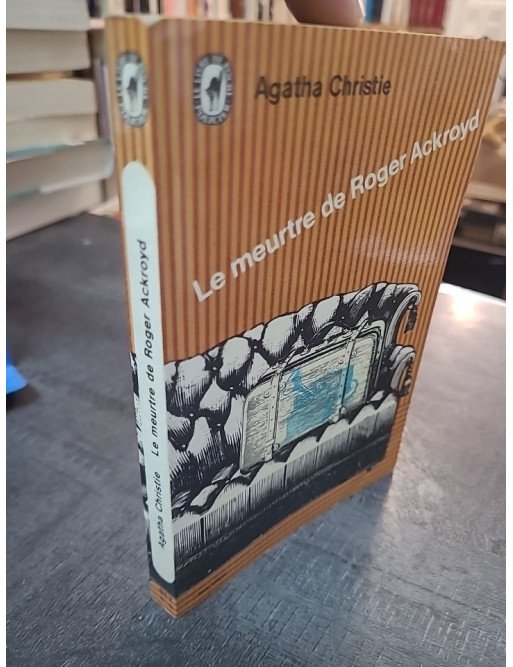 Agatha Christie
Le meurtre de Roger Ackroyd
Agatha Christie Le meurtre de Roger Ackroyd